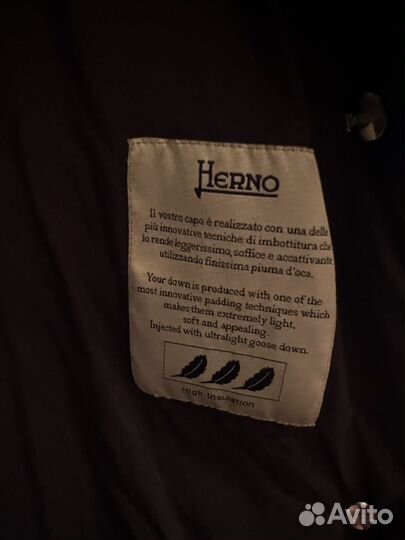 HERNO
Il vostro capo è realizzato con una delle
più innovative tecniche di imbottitura che
lo rende leggerissimo, soffice e accattivante
utilizzando finissima piuma d'oca.
Your down is produced with one of the
most innovative padding techniques which
makes them extremely light,
soft and appealing.
Injected with ultralight goose down.
High Insulation
Avito